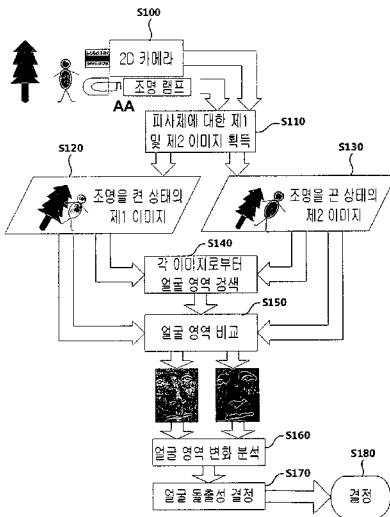 S100
2D 카메라
조명 램프
AA
피사체에 대한 제1
및 제2 이미지 획득
S110
S120
조명을 켠 상태의
제1 이미지
S130
조명을 끈 상태의
제2 이미지
S140
각 이미지로부터
얼굴 영역 검색
S150
얼굴 영역 비교
S160
얼굴 영역 변화 분석
S170
얼굴 돌출성 결정
S180
결정